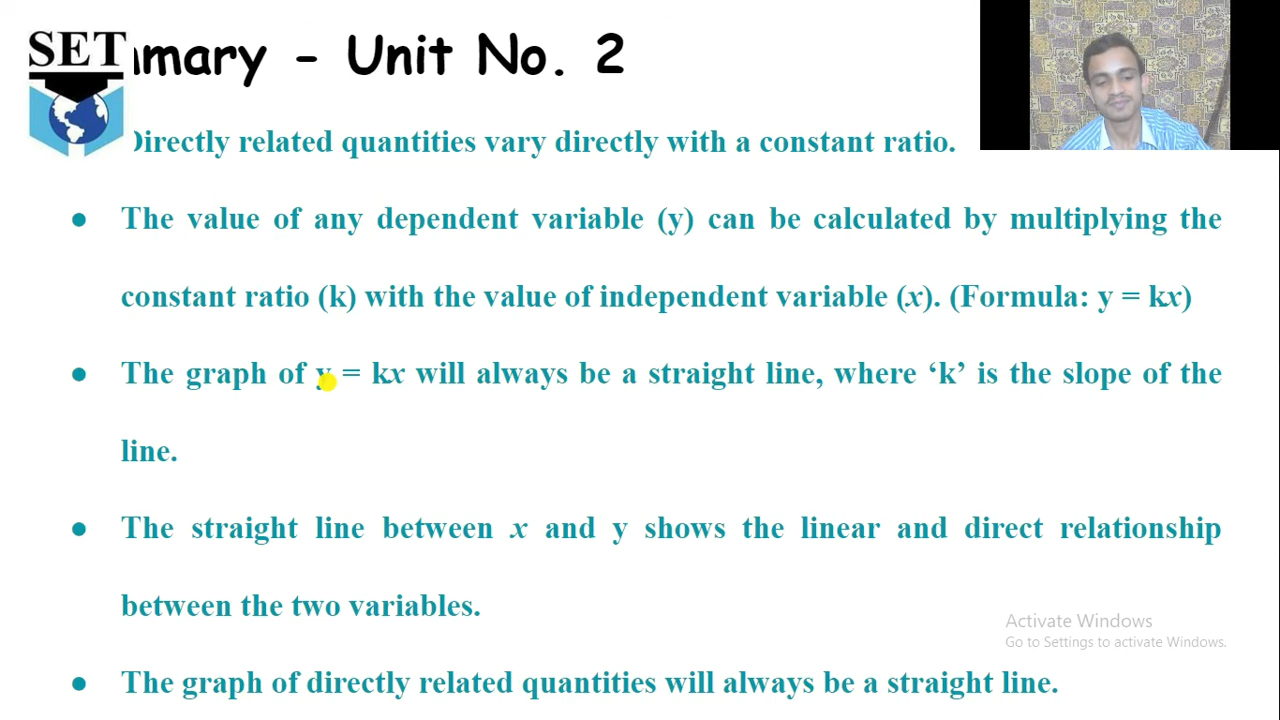 SET
mmary - Unit No. 2
Directly related quantities vary directly with a constant ratio.
● The value of any dependent variable (y) can be calculated by multiplying the
constant ratio (k) with the value of independent variable (x). (Formula: y = kx)
● The graph of y = kx will always be a straight line, where ‘k’ is the slope of the
line.
● The straight line between x and y shows the linear and direct relationship
between the two variables.
Activate Windows
Go to Settings to activate Windows.
● The graph of directly related quantities will always be a straight line.